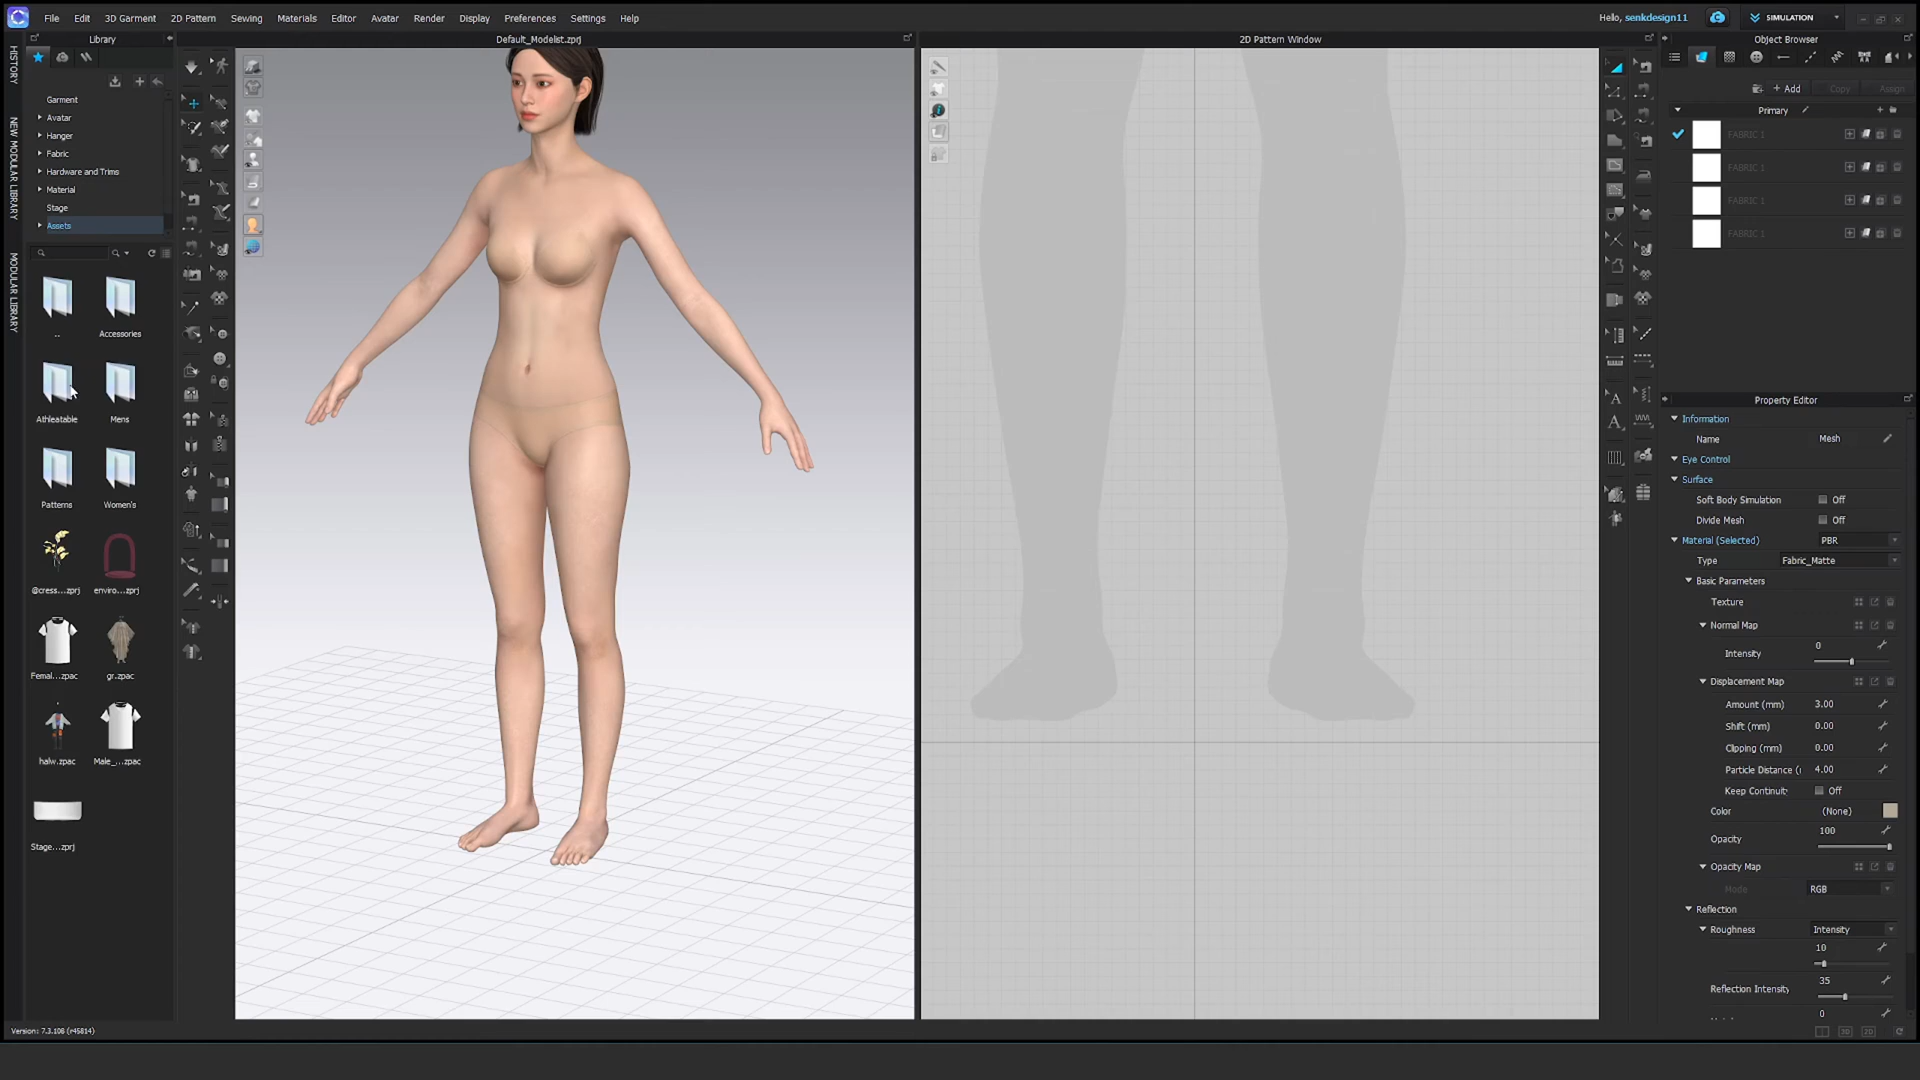 File Edit 3D Garment 2D Pattern Sewing Materials Editor Avatar Render Display Preferences Settings Help
Hello, senkdesign11
SIMULATION
Library
Default_Modelist.zprj
2D Pattern Window
Object Browser
HISTORY
NEW MODULAR LIBRARY
MODULAR LIBRARY
Garment
Avatar
Hanger
Fabric
Hardware and Trims
Material
Stage
Assets
..
Accessories
Athleatable
Mens
Patterns
Women's
@cress...zprj
enviro...zprj
Femal...zpac
gr.zpac
halw.zpac
Male_...zpac
Stage...zprj
Version: 7.3.108 (r45814)
+ Add
Copy
Assign
Primary
FABRIC 1
FABRIC 1
FABRIC 1
FABRIC 1
Property Editor
Information
Name Mesh
Eye Control
Surface
Soft Body Simulation Off
Divide Mesh Off
Material (Selected) PBR
Type Fabric_Matte
Basic Parameters
Texture
Normal Map
0
Intensity
Displacement Map
Amount (mm) 3.00
Shift (mm) 0.00
Clipping (mm) 0.00
Particle Distance (r 4.00
Keep Continuity Off
Color (None)
100
Opacity
Opacity Map
Mode RGB
Reflection
Roughness Intensity
10
35
Reflection Intensity
0
3D
2D